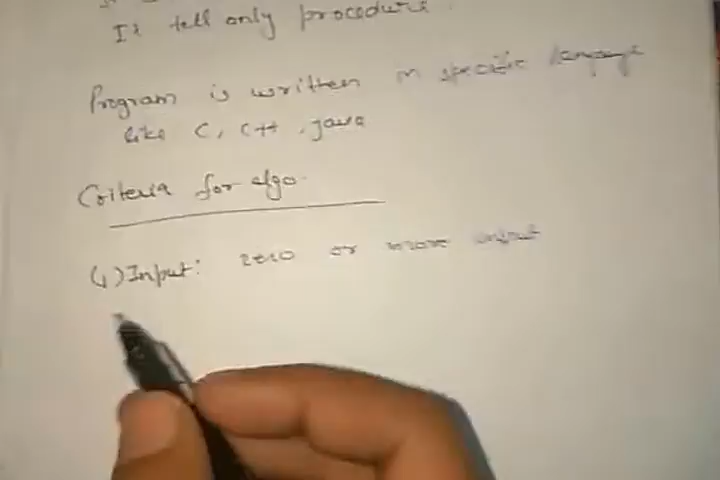 It tell only procedure.
Program is written in specific language
like C, C++, Java
Criteria for algo.
(1) Input: zero or more input